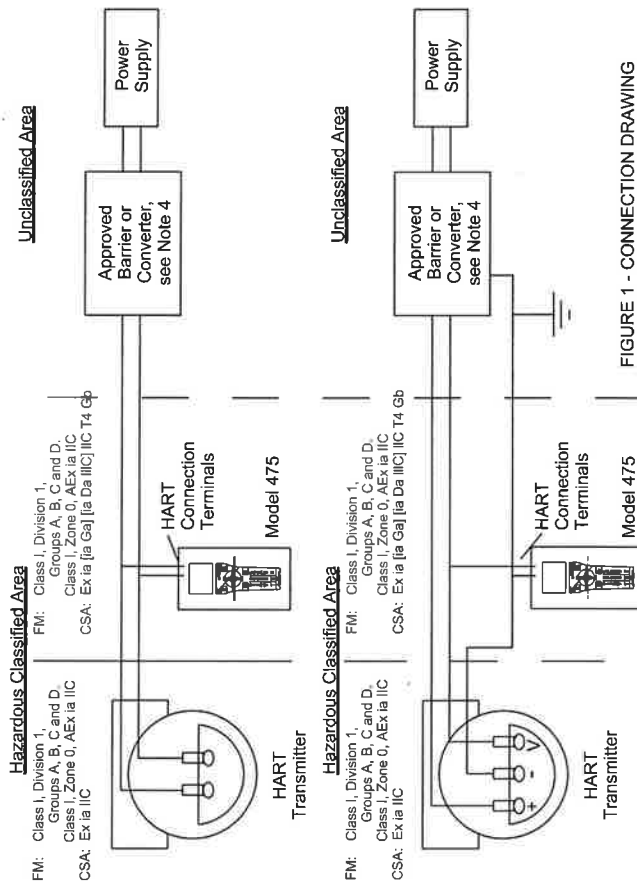 Hazardous Classified Area
Unclassified Area
FM: Class I, Division 1,
Groups A, B, C and D.
Class I, Zone 0, AEx ia IIC
CSA: Ex ia IIC
FM: Class I, Division 1,
Groups A, B, C and D.
Class I, Zone 0, AEx ia IIC
CSA: Ex ia [ia Ga] [ia Da IIIC] IIC T4 Gb
HART
Connection
Terminals
Model 475
HART
Transmitter
Approved
Barrier or
Converter,
see Note 4
Power
Supply
Hazardous Classified Area
Unclassified Area
FM: Class I, Division 1,
Groups A, B, C and D.
Class I, Zone 0, AEx ia IIC
CSA: Ex ia IIC
FM: Class I, Division 1,
Groups A, B, C and D.
Class I, Zone 0, AEx ia IIC
CSA: Ex ia [ia Ga] [ia Da IIIC] IIC T4 Gb
+ - V
HART
Connection
Terminals
Model 475
HART
Transmitter
Approved
Barrier or
Converter,
see Note 4
Power
Supply
FIGURE 1 - CONNECTION DRAWING